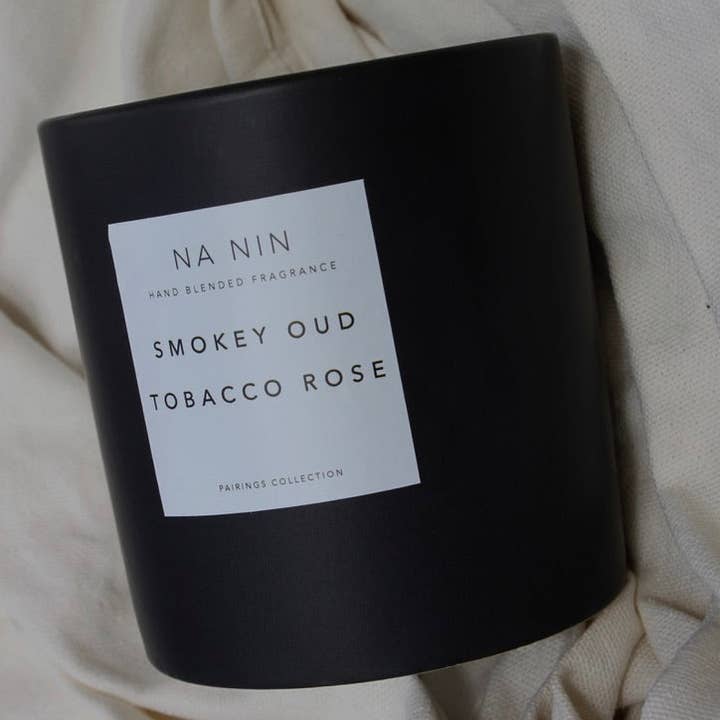 NA NIN
HAND BLENDED FRAGRANCE
SMOKEY OUD
TOBACCO ROSE
PAIRINGS COLLECTION